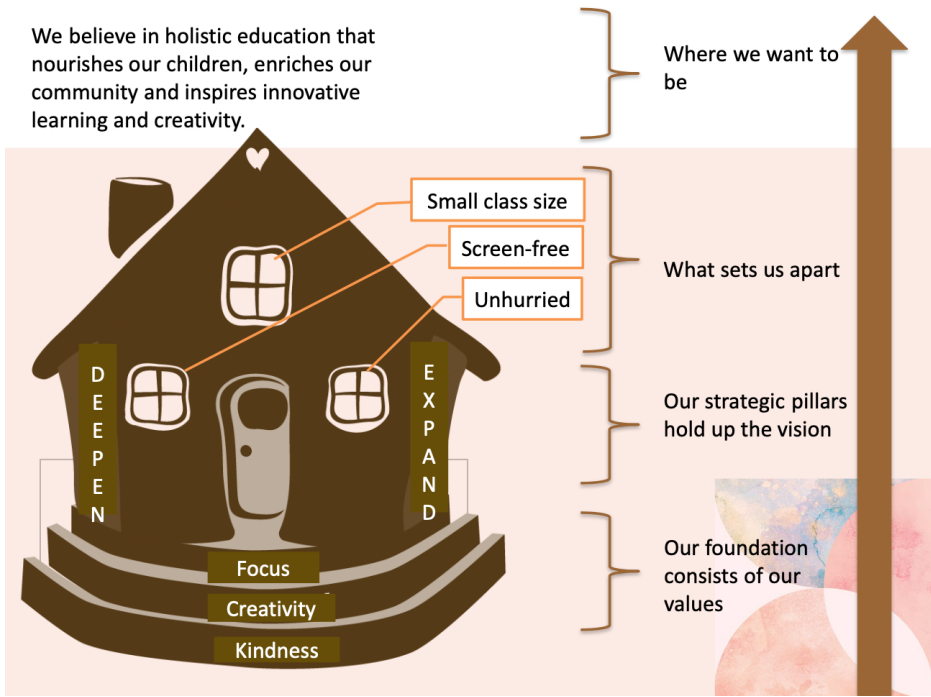 We believe in holistic education that
nourishes our children, enriches our
community and inspires innovative
learning and creativity.
Where we want to
be
Small class size
Screen-free
Unhurried
What sets us apart
DEEPEN
EXPAND
Our strategic pillars
hold up the vision
Focus
Creativity
Kindness
Our foundation
consists of our
values